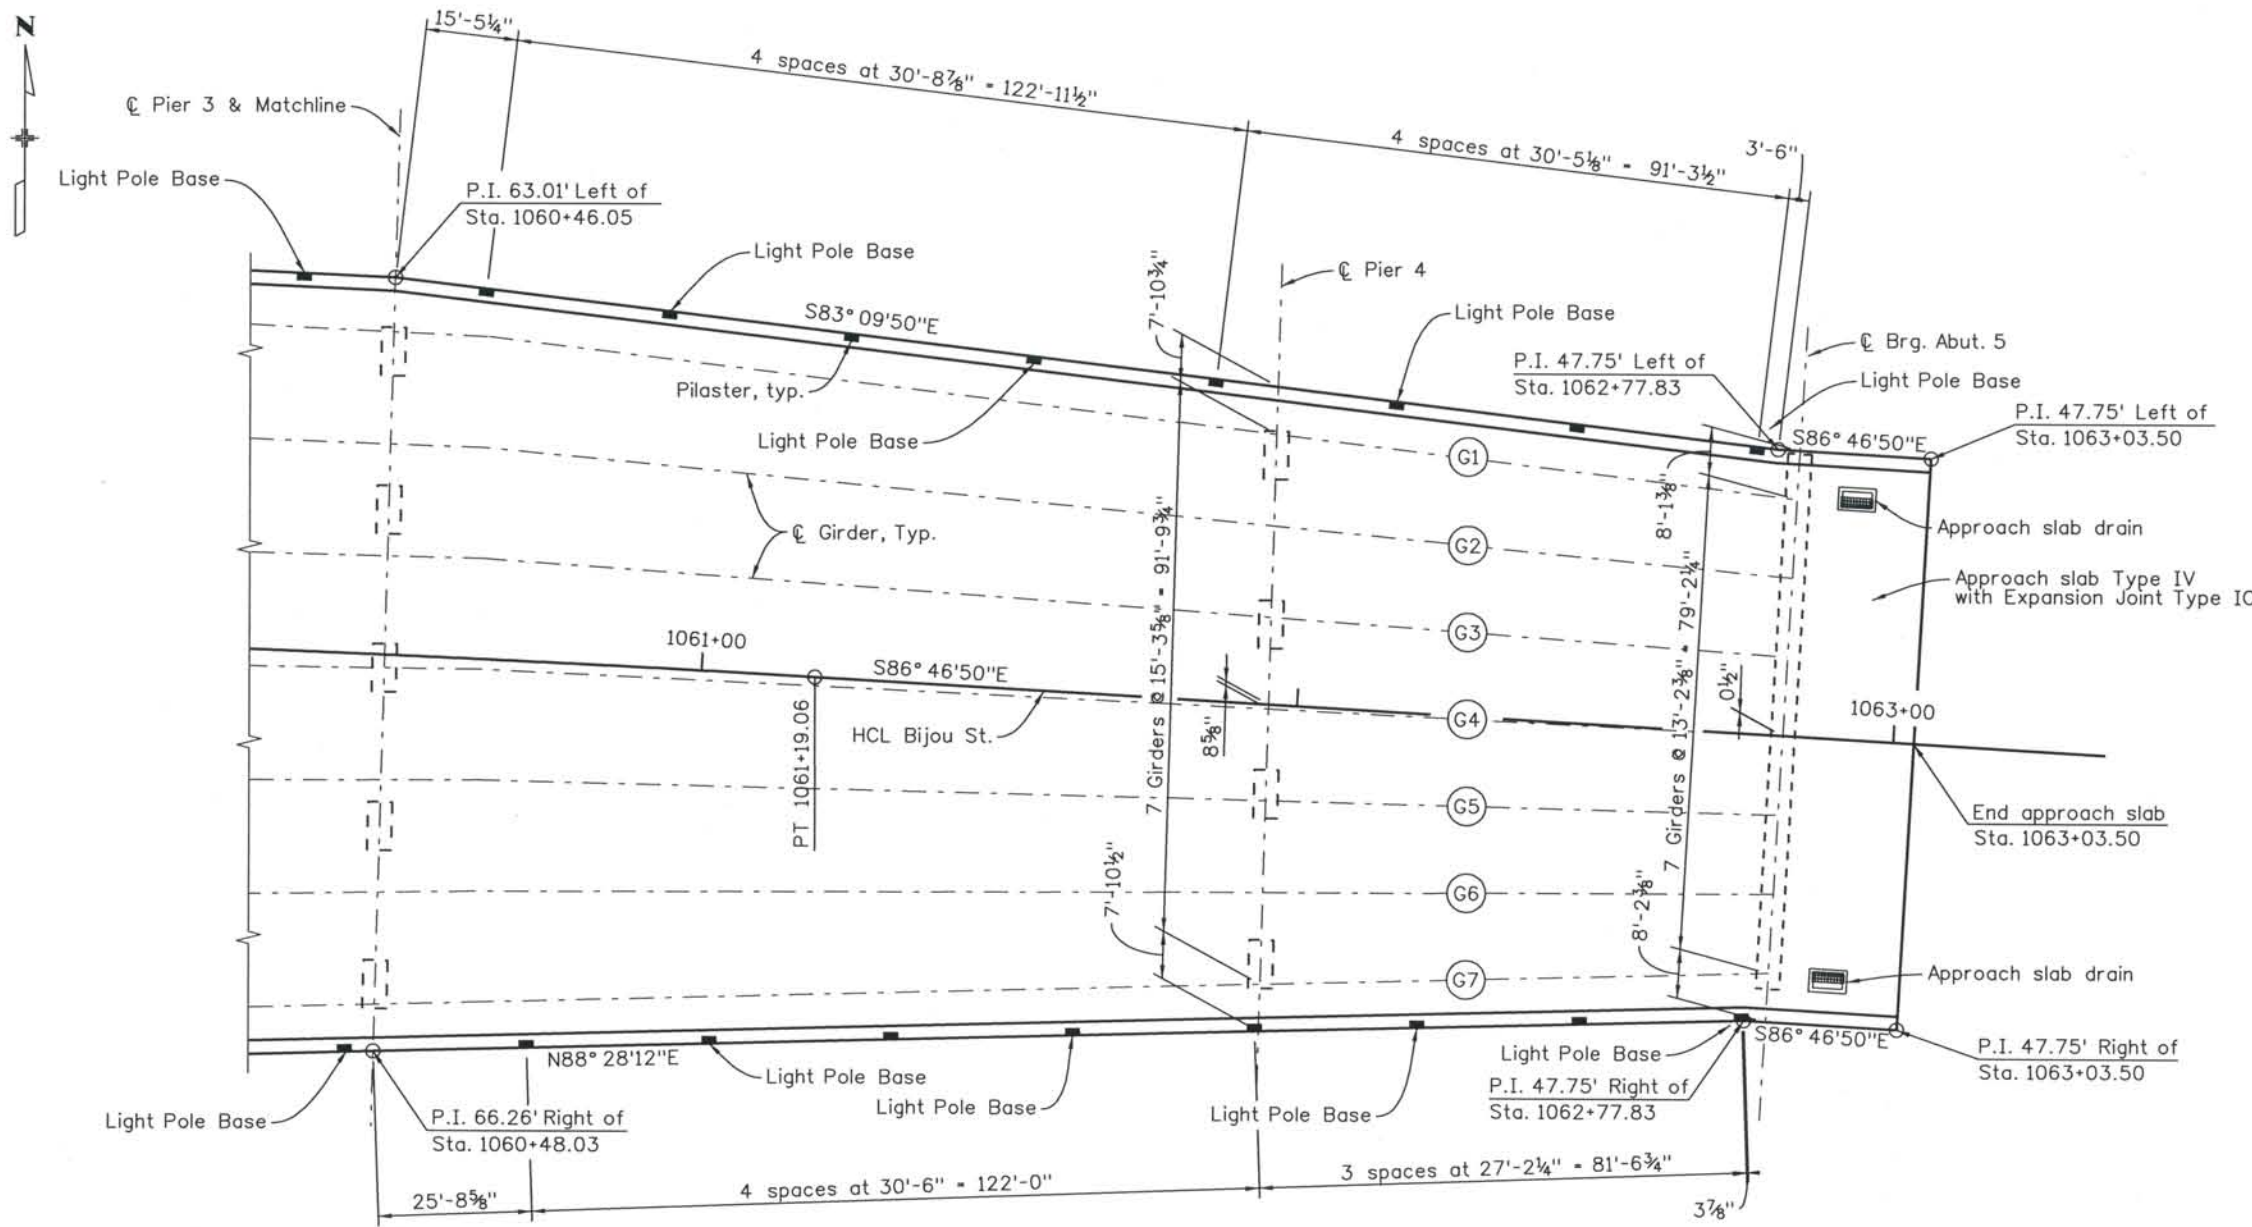 N
15'-5¼"
4 spaces at 30'-8⅞" = 122'-11½"
4 spaces at 30'-5⅛" = 91'-3½"
3'-6"
℄ Pier 3 & Matchline
Light Pole Base
P.I. 63.01' Left of
Sta. 1060+46.05
Light Pole Base
7'-10¾"
℄ Pier 4
Light Pole Base
S83° 09'50"E
℄ Brg. Abut. 5
P.I. 47.75' Left of
Sta. 1062+77.83
Light Pole Base
P.I. 47.75' Left of
Sta. 1063+03.50
Pilaster, typ.
Light Pole Base
S86° 46'50"E
G1
8'-1⅜"
Approach slab drain
℄ Girder, Typ.
G2
Approach slab Type IV
with Expansion Joint Type IC
7 Girders @ 15'-3⅝" = 91'-9¾"
7 Girders @ 13'-2⅜" = 79'-2¼"
G3
1061+00
S86° 46'50"E
0½"
1063+00
G4
HCL Bijou St.
8⅝"
PT 1061+19.06
G5
End approach slab
Sta. 1063+03.50
7'-10½"
G6
8'-2⅜"
G7
Approach slab drain
N88° 28'12"E
Light Pole Base
S86° 46'50"E
Light Pole Base
P.I. 47.75' Right of
Sta. 1062+77.83
P.I. 47.75' Right of
Sta. 1063+03.50
Light Pole Base
Light Pole Base
Light Pole Base
P.I. 66.26' Right of
Sta. 1060+48.03
25'-8⅝"
4 spaces at 30'-6" = 122'-0"
3 spaces at 27'-2¼" = 81'-6¾"
3⅞"